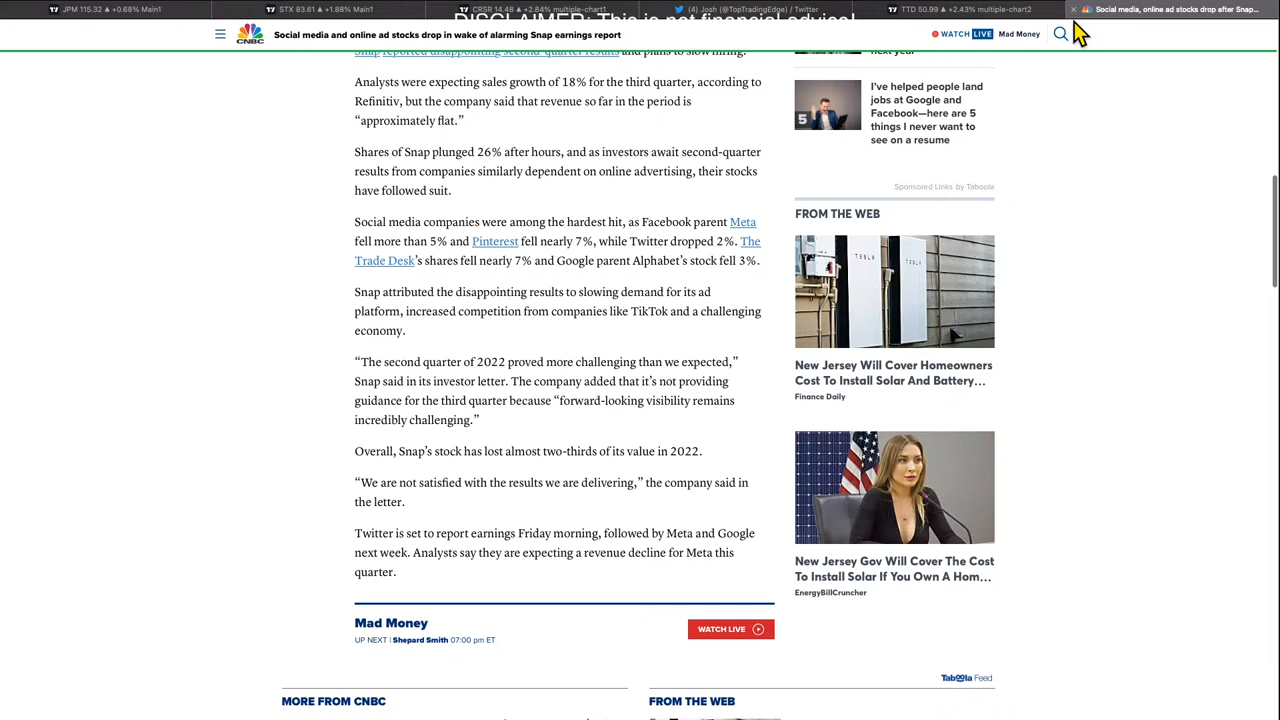 JPM 115.32 ▲ +0.68% Main1
STX 83.61 ▲ +1.88% Main1
CRSR 14.48 ▲ +2.84% multiple-chart1
(4) Josh (@TopTradingEdge) / Twitter
TTD 50.99 ▲ +2.43% multiple-chart2
Social media, online ad stocks drop after Snap...
DISCLAIMER: This is not financial advice!
CNBC
Social media and online ad stocks drop in wake of alarming Snap earnings report
WATCH LIVE Mad Money
Snap reported disappointing second-quarter results and plans to slow hiring.
Analysts were expecting sales growth of 18% for the third quarter, according to
Refinitiv, but the company said that revenue so far in the period is
“approximately flat.”
Shares of Snap plunged 26% after hours, and as investors await second-quarter
results from companies similarly dependent on online advertising, their stocks
have followed suit.
Social media companies were among the hardest hit, as Facebook parent Meta
fell more than 5% and Pinterest fell nearly 7%, while Twitter dropped 2%. The
Trade Desk’s shares fell nearly 7% and Google parent Alphabet’s stock fell 3%.
Snap attributed the disappointing results to slowing demand for its ad
platform, increased competition from companies like TikTok and a challenging
economy.
“The second quarter of 2022 proved more challenging than we expected,”
Snap said in its investor letter. The company added that it’s not providing
guidance for the third quarter because “forward-looking visibility remains
incredibly challenging.”
Overall, Snap’s stock has lost almost two-thirds of its value in 2022.
“We are not satisfied with the results we are delivering,” the company said in
the letter.
Twitter is set to report earnings Friday morning, followed by Meta and Google
next week. Analysts say they are expecting a revenue decline for Meta this
quarter.
Mad Money
UP NEXT | Shepard Smith 07:00 pm ET
WATCH LIVE
MORE FROM CNBC
next year
5
I’ve helped people land
jobs at Google and
Facebook—here are 5
things I never want to
see on a resume
Sponsored Links by Taboola
FROM THE WEB
TESLA
TESLA
New Jersey Will Cover Homeowners
Cost To Install Solar And Battery...
Finance Daily
New Jersey Gov Will Cover The Cost
To Install Solar If You Own A Hom...
EnergyBillCruncher
Taboola Feed
FROM THE WEB